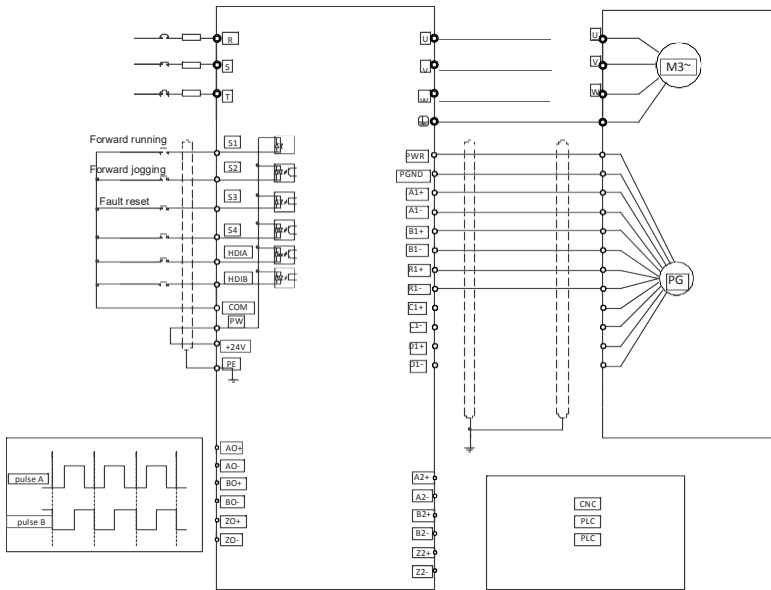 R
S
T
Forward running
Forward jogging
Fault reset
S1
S2
S3
S4
HDIA
HDIB
COM
PW
+24V
PE
AO+
AO-
BO+
BO-
ZO+
ZO-
pulse A
pulse B
U
V
W
PWR
PGND
A1+
A1-
B1+
B1-
R1+
R1-
C1+
C1-
D1+
D1-
A2+
A2-
B2+
B2-
Z2+
Z2-
U
V
W
M3~
PG
CNC
PLC
PLC